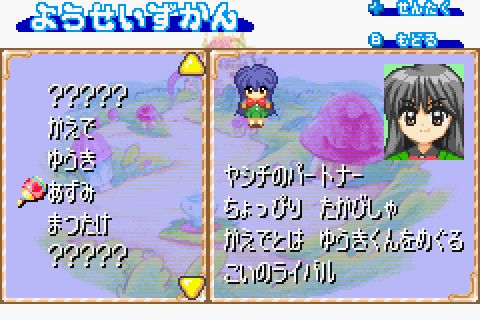 ようせいずかん
せんたく
B もどる
?????
かえで
ゆうき
あずみ
まつたけ
?????
ヤシチのパートナー
ちょっぴり たかびしゃ
かえでとは ゆうきくんをめぐる
こいのライバル